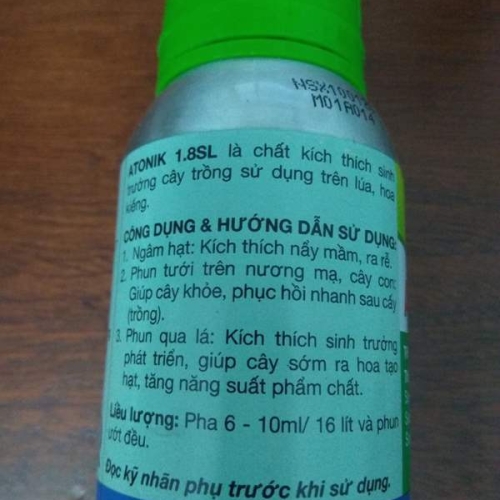 NSX1001
M01A014
ATONIK 1.8SL là chất kích thích sinh
trưởng cây trồng sử dụng trên lúa, hoa
kiểng.
CÔNG DỤNG & HƯỚNG DẪN SỬ DỤNG:
1. Ngâm hạt: Kích thích nẩy mầm, ra rễ.
2. Phun tưới trên nương mạ, cây con:
Giúp cây khỏe, phục hồi nhanh sau cấy
(trồng).
3. Phun qua lá: Kích thích sinh trưởng
phát triển, giúp cây sớm ra hoa tạo
hạt, tăng năng suất phẩm chất.
Liều lượng: Pha 6 - 10ml/ 16 lít và phun
ướt đều.
Đọc kỹ nhãn phụ trước khi sử dụng.